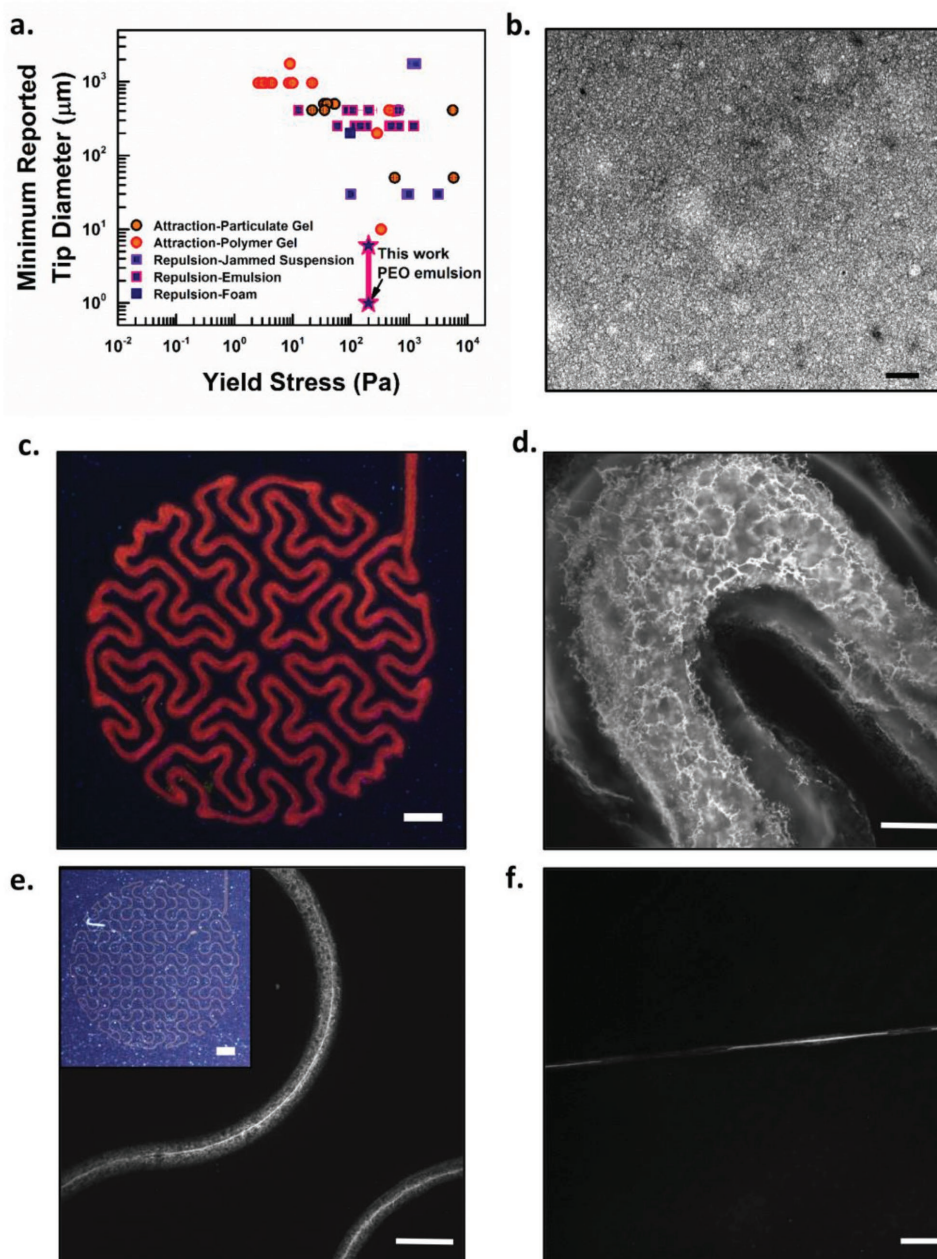 a.
b.
Minimum Reported
Tip Diameter (μm)
10³
10²
10¹
10⁰
Attraction-Particulate Gel
Attraction-Polymer Gel
Repulsion-Jammed Suspension
Repulsion-Emulsion
Repulsion-Foam
This work
PEO emulsion
10⁻² 10⁻¹ 10⁰ 10¹ 10² 10³ 10⁴
Yield Stress (Pa)
c.
d.
e.
f.